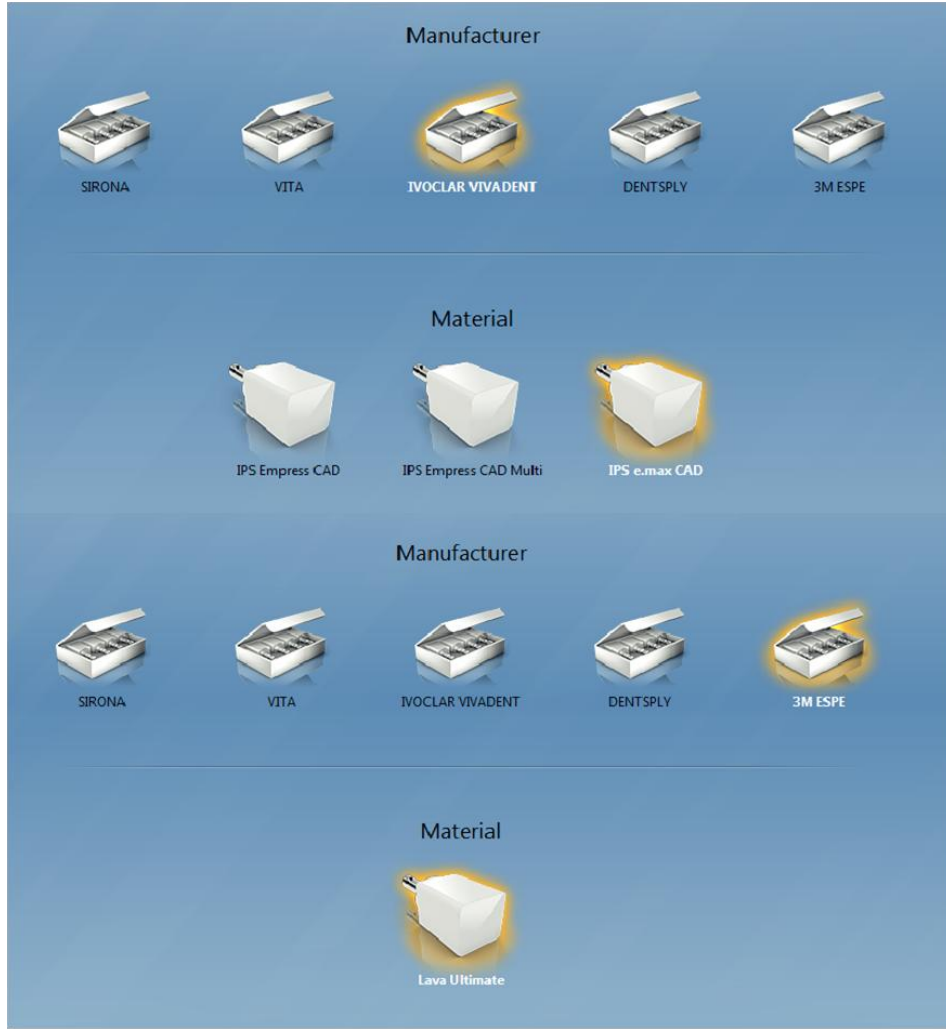 Manufacturer
SIRONA VITA IVOCLAR VIVADENT DENTSPLY 3M ESPE
Material
IPS Empress CAD IPS Empress CAD Multi IPS e.max CAD
Manufacturer
SIRONA VITA IVOCLAR VIVADENT DENTSPLY 3M ESPE
Material
Lava Ultimate